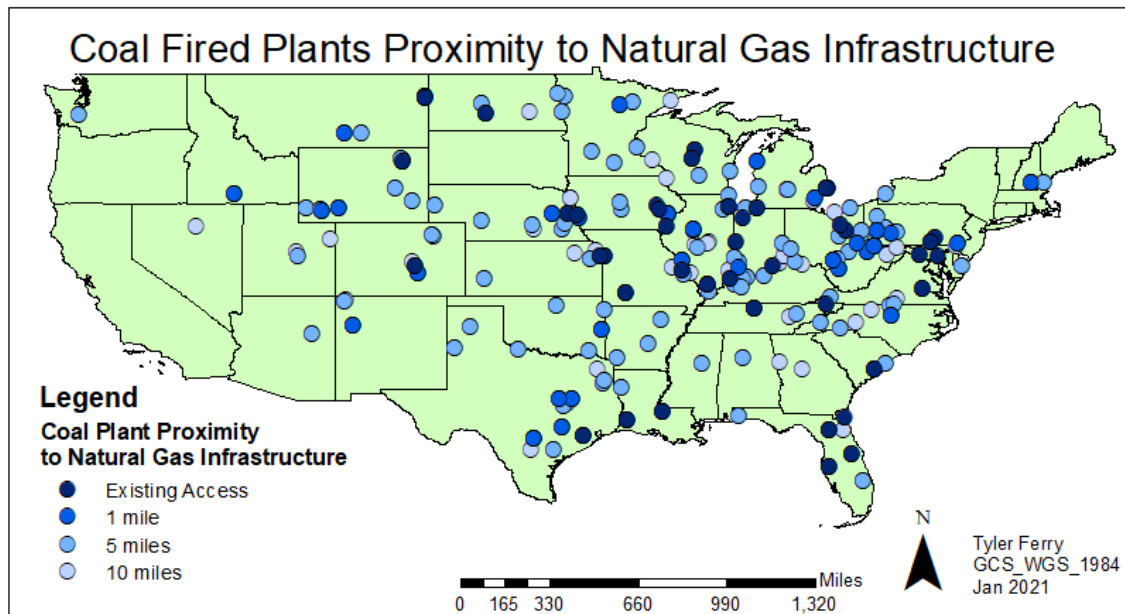 Coal Fired Plants Proximity to Natural Gas Infrastructure
Legend
Coal Plant Proximity
to Natural Gas Infrastructure
Existing Access
1 mile
5 miles
10 miles
Miles
0 165 330 660 990 1,320
N
Tyler Ferry
GCS_WGS_1984
Jan 2021